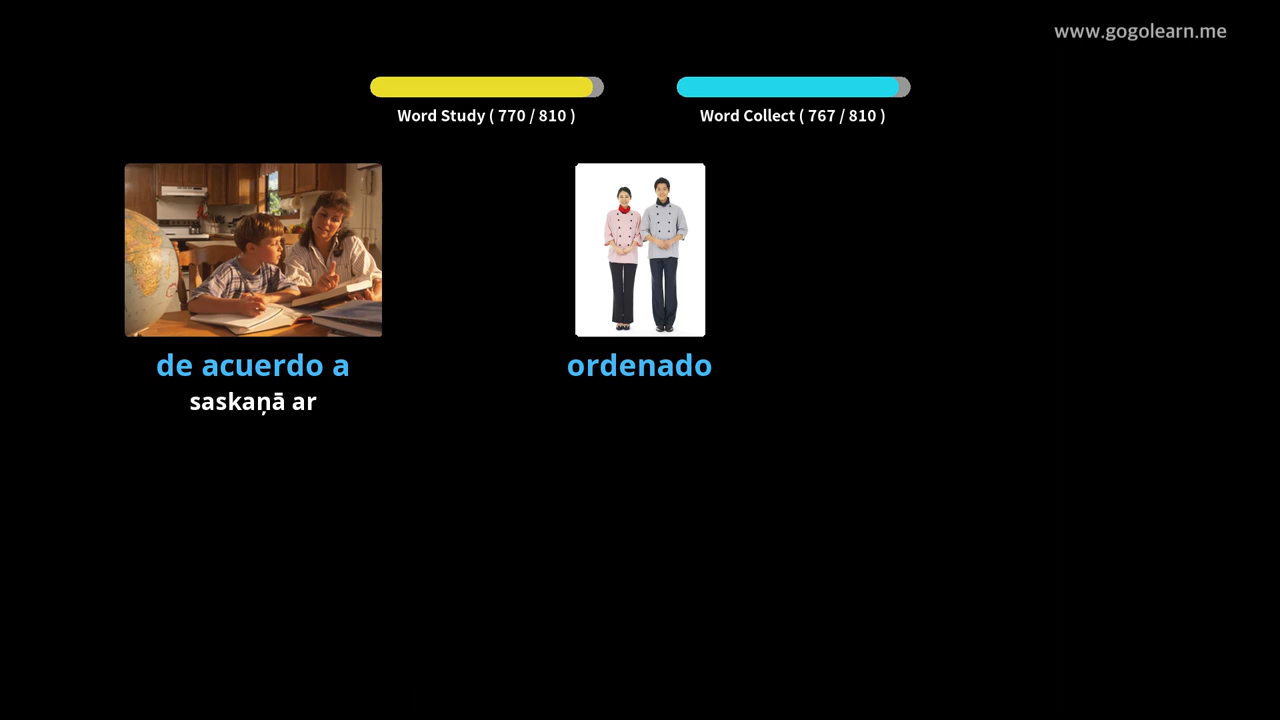 www.gogolearn.me
Word Study ( 770 / 810 )
Word Collect ( 767 / 810 )
de acuerdo a
saskaņā ar
ordenado